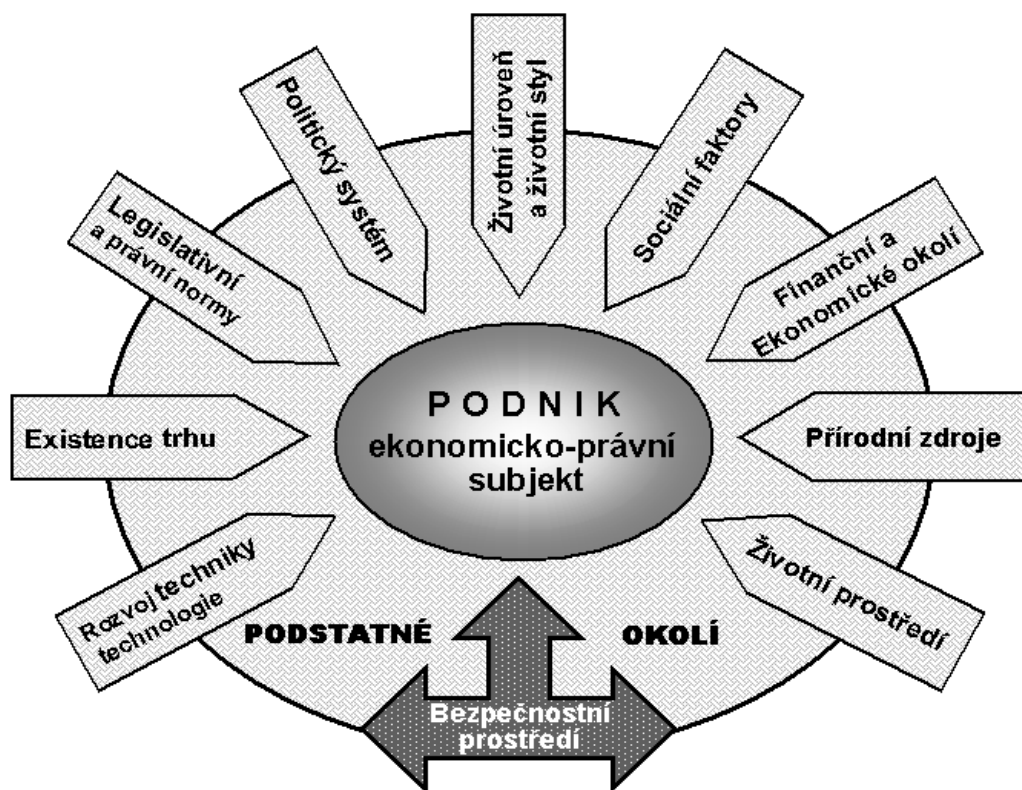 Životní úroveň
a životní styl
Politický systém
Sociální faktory
Legislativní
a právní normy
Finanční a
Ekonomické okolí
PODNIK
ekonomicko-právní
subjekt
Existence trhu
Přírodní zdroje
Rozvoj techniky
technologie
Životní prostředí
PODSTATNÉ OKOLÍ
Bezpečnostní
prostředí